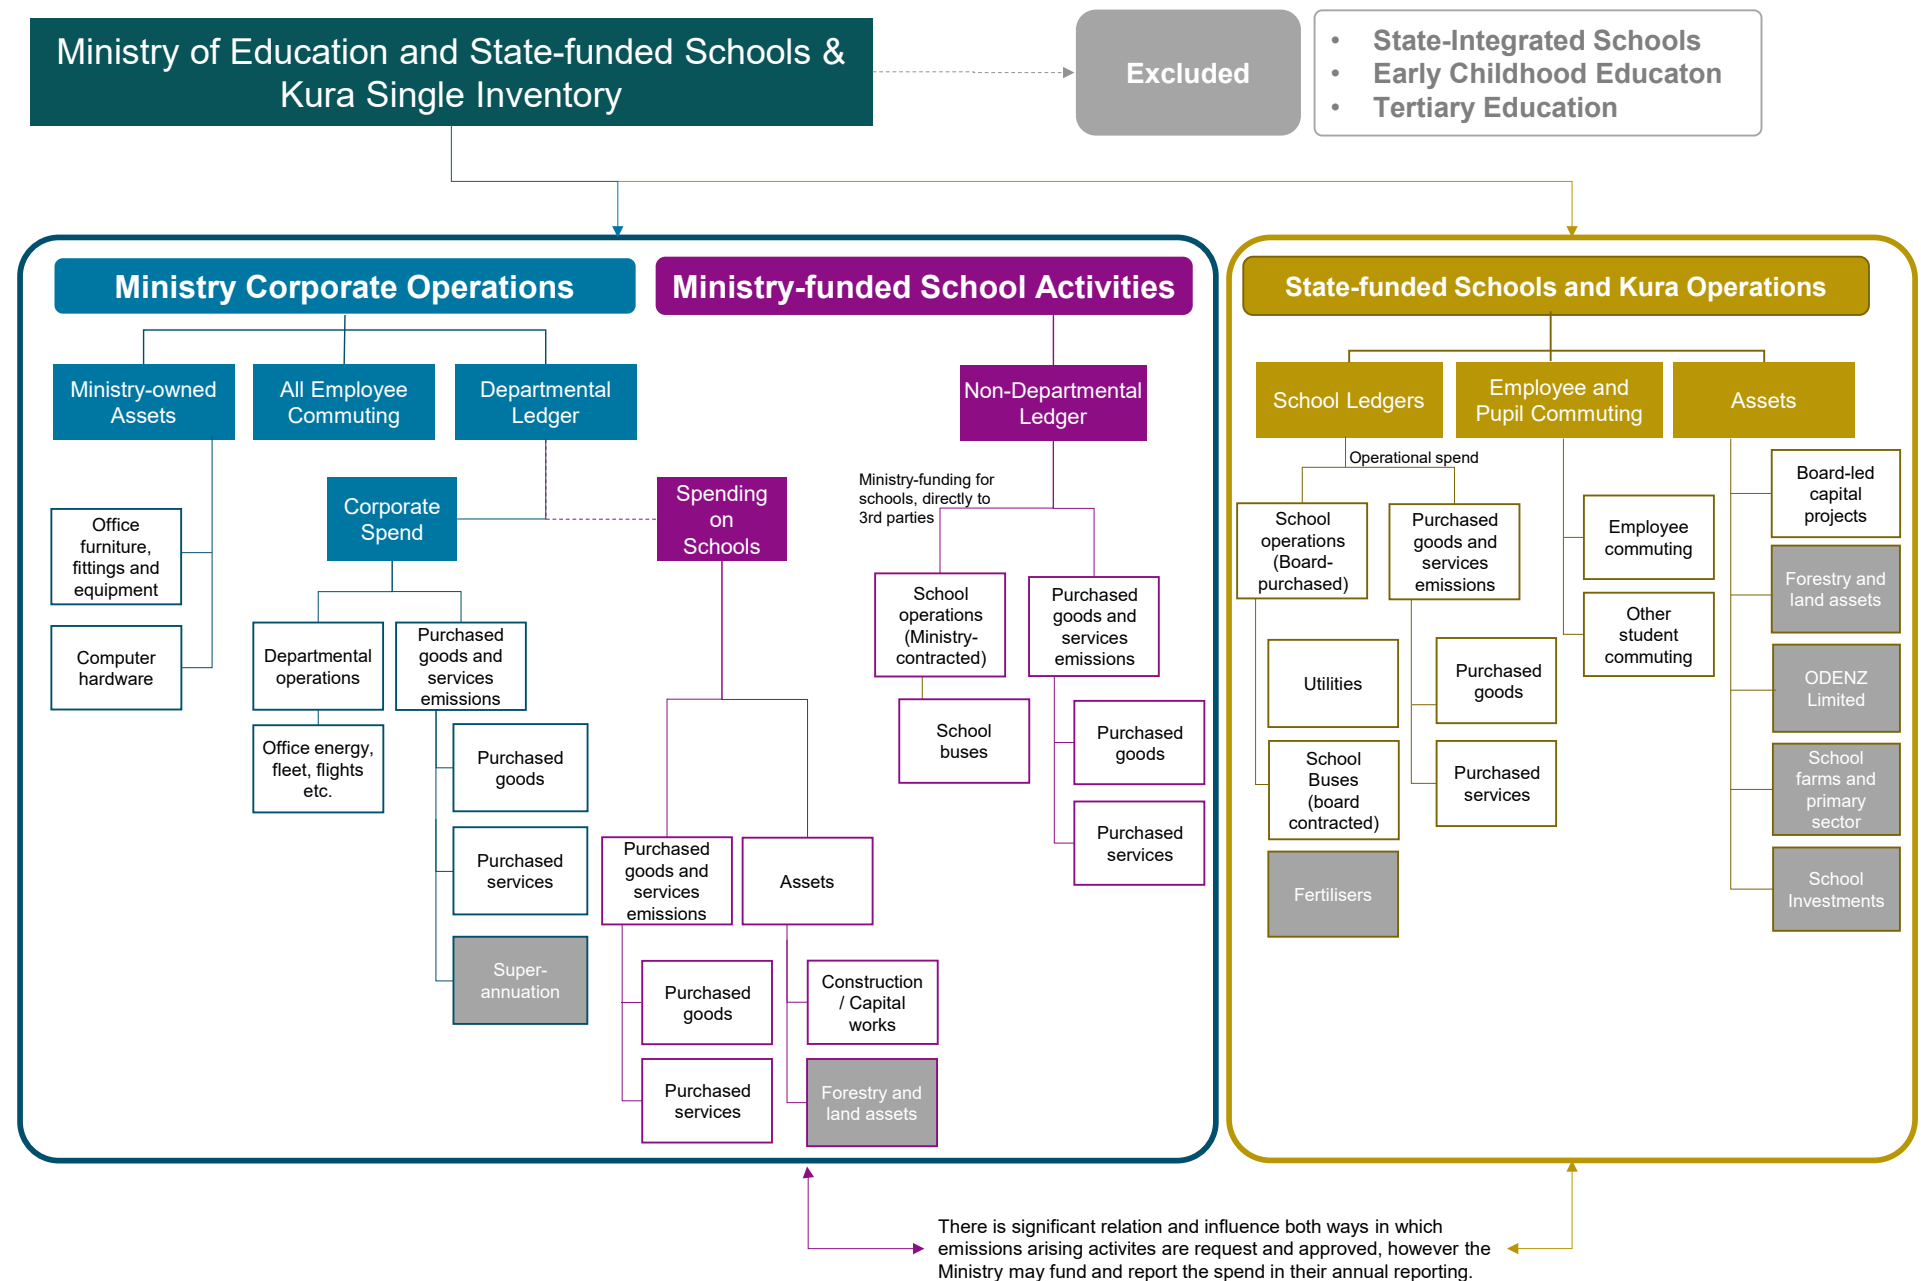 Ministry of Education and State-funded Schools &
Kura Single Inventory
Excluded
• State-Integrated Schools
• Early Childhood Educaton
• Tertiary Education
Ministry Corporate Operations
Ministry-owned
Assets
All Employee
Commuting
Departmental
Ledger
Office
furniture,
fittings and
equipment
Computer
hardware
Corporate
Spend
Departmental
operations
Office energy,
fleet, flights
etc.
Purchased
goods and
services
emissions
Purchased
goods
Purchased
services
Super-
annuation
Ministry-funded School Activities
Spending
on
Schools
Purchased
goods and
services
emissions
Purchased
goods
Purchased
services
Assets
Construction
/ Capital
works
Forestry and
land assets
Non-Departmental
Ledger
Ministry-funding for
schools, directly to
3rd parties
School
operations
(Ministry-
contracted)
School
buses
Purchased
goods and
services
emissions
Purchased
goods
Purchased
services
State-funded Schools and Kura Operations
School Ledgers
Operational spend
School
operations
(Board-
purchased)
Utilities
School
Buses
(board
contracted)
Fertilisers
Purchased
goods and
services
emissions
Purchased
goods
Purchased
services
Employee and
Pupil Commuting
Employee
commuting
Other
student
commuting
Assets
Board-led
capital
projects
Forestry and
land assets
ODENZ
Limited
School
farms and
primary
sector
School
Investments
There is significant relation and influence both ways in which
emissions arising activites are request and approved, however the
Ministry may fund and report the spend in their annual reporting.